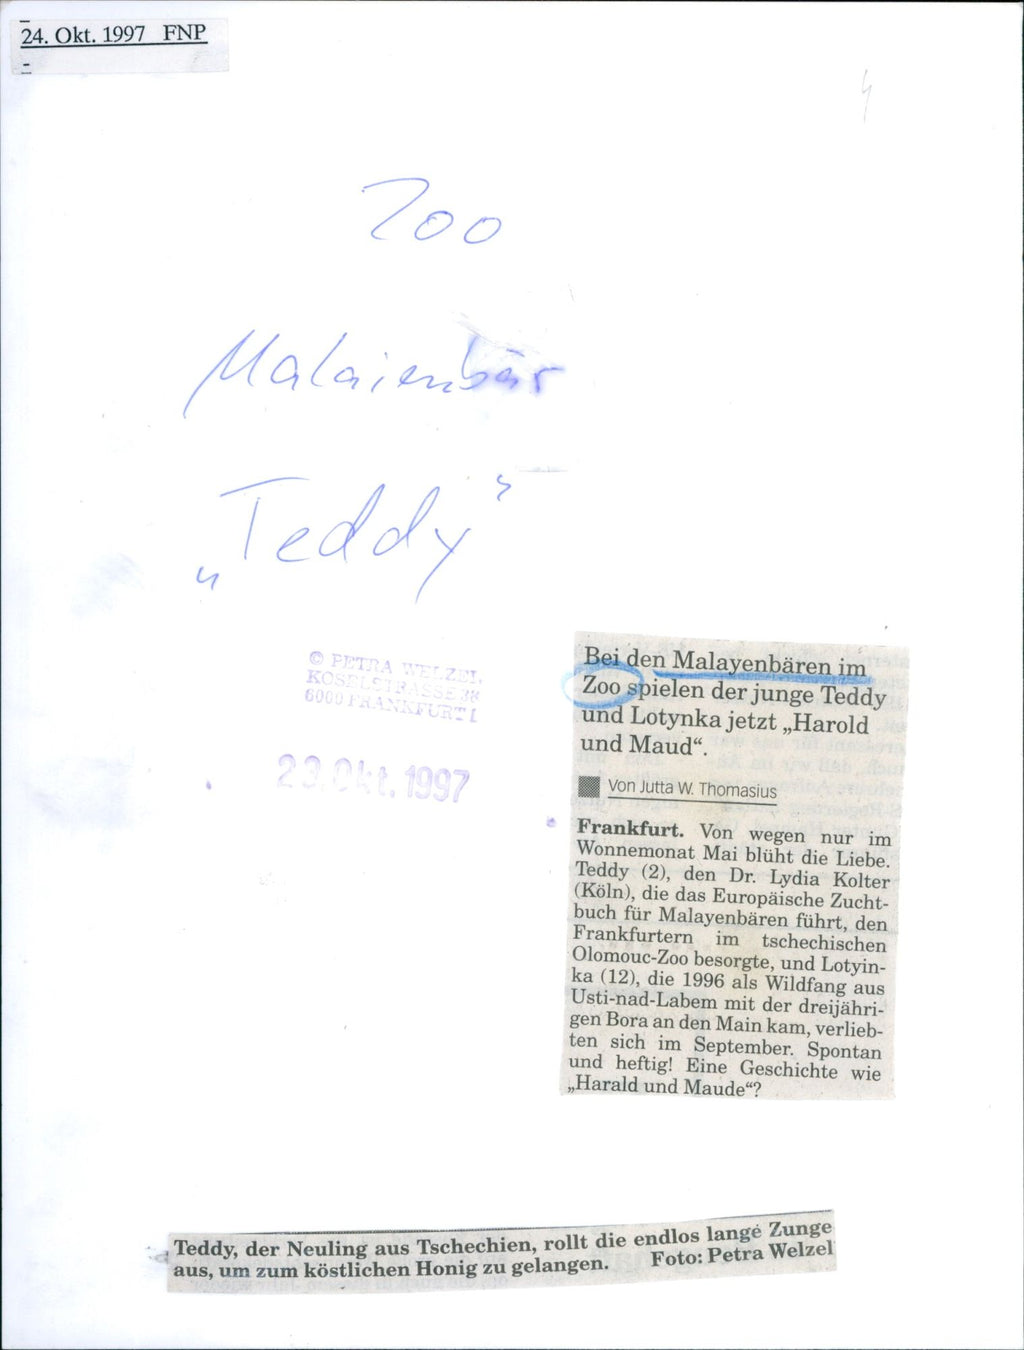 24. Okt. 1997 FNP
Zoo
Malaienbär
„Teddy“
© PETRA WELZEL
KOSELSTRASSE 38
6000 FRANKFURT 1
23. Okt. 1997
Bei den Malayenbären im
Zoo spielen der junge Teddy
und Lotynka jetzt „Harold
und Maud“.
Von Jutta W. Thomasius
Frankfurt. Von wegen nur im
Wonnemonat Mai blüht die Liebe.
Teddy (2), den Dr. Lydia Kolter
(Köln), die das Europäische Zucht-
buch für Malayenbären führt, den
Frankfurtern im tschechischen
Olomouc-Zoo besorgte, und Lotyin-
ka (12), die 1996 als Wildfang aus
Usti-nad-Labem mit der dreijähri-
gen Bora an den Main kam, verlieb-
ten sich im September. Spontan
und heftig! Eine Geschichte wie
„Harald und Maude“?
Teddy, der Neuling aus Tschechien, rollt die endlos lange Zunge
aus, um zum köstlichen Honig zu gelangen. Foto: Petra Welzel